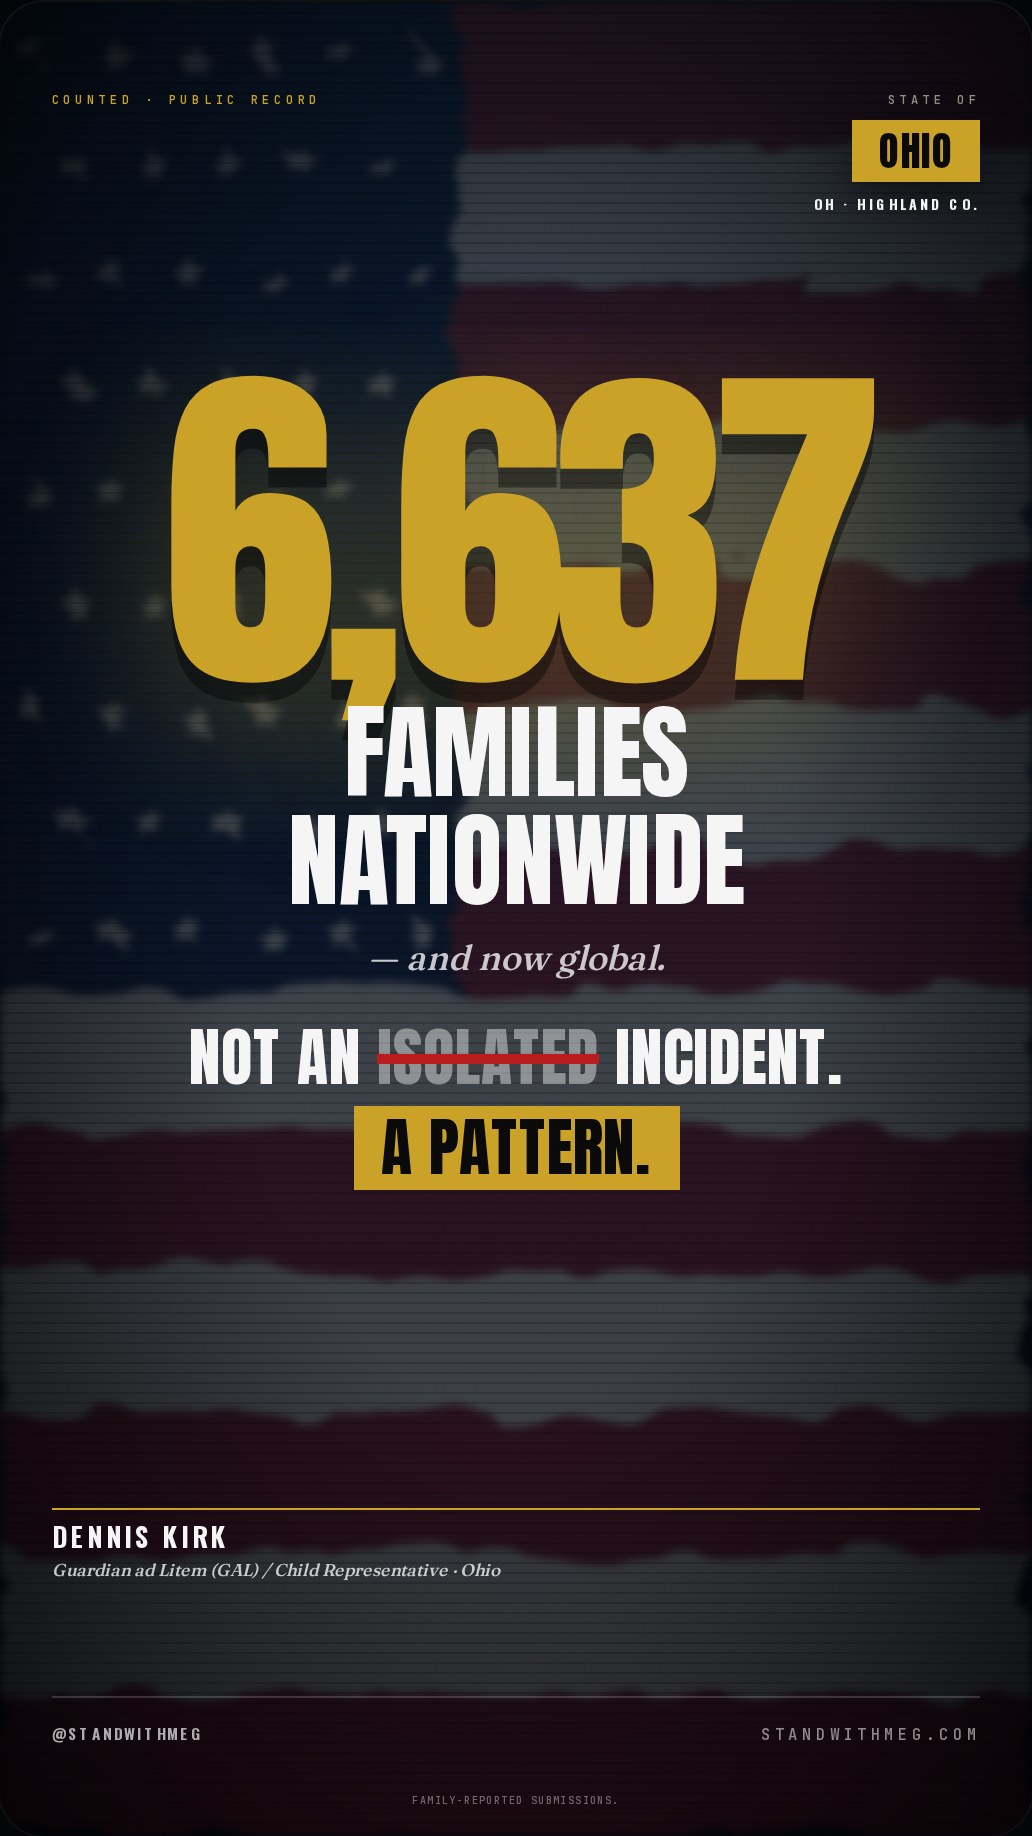 COUNTED · PUBLIC RECORD
STATE OF
OHIO
OH · HIGHLAND CO.
6,637
FAMILIES
NATIONWIDE
— and now global.
NOT AN ISOLATED INCIDENT.
A PATTERN.
DENNIS KIRK
Guardian ad Litem (GAL) / Child Representative · Ohio
@STANDWITHMEG
STANDWITHMEG.COM
FAMILY-REPORTED SUBMISSIONS.